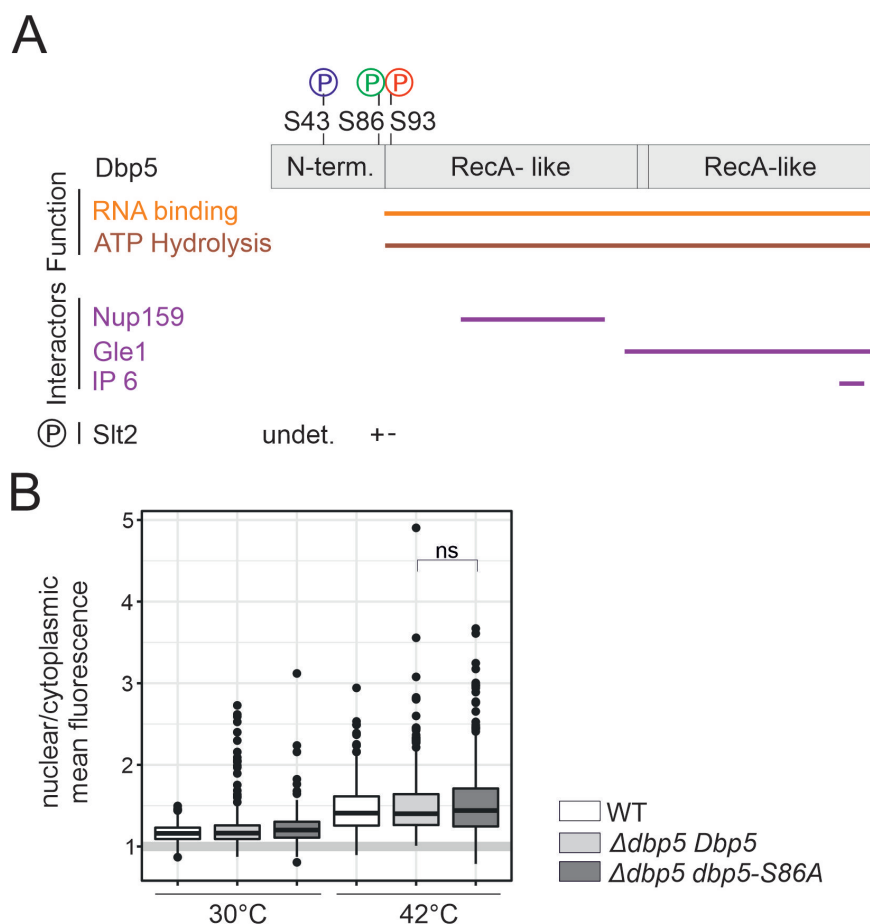 A
P P P
S43 S86 S93
Dbp5 N-term. RecA- like RecA-like
Function
RNA binding
ATP Hydrolysis
Interactors
Nup159
Gle1
IP 6
P Slt2 undet. +-
B
nuclear/cytoplasmic
mean fluorescence
5
4
3
2
1
ns
30°C 42°C
WT
Δdbp5 Dbp5
Δdbp5 dbp5-S86A